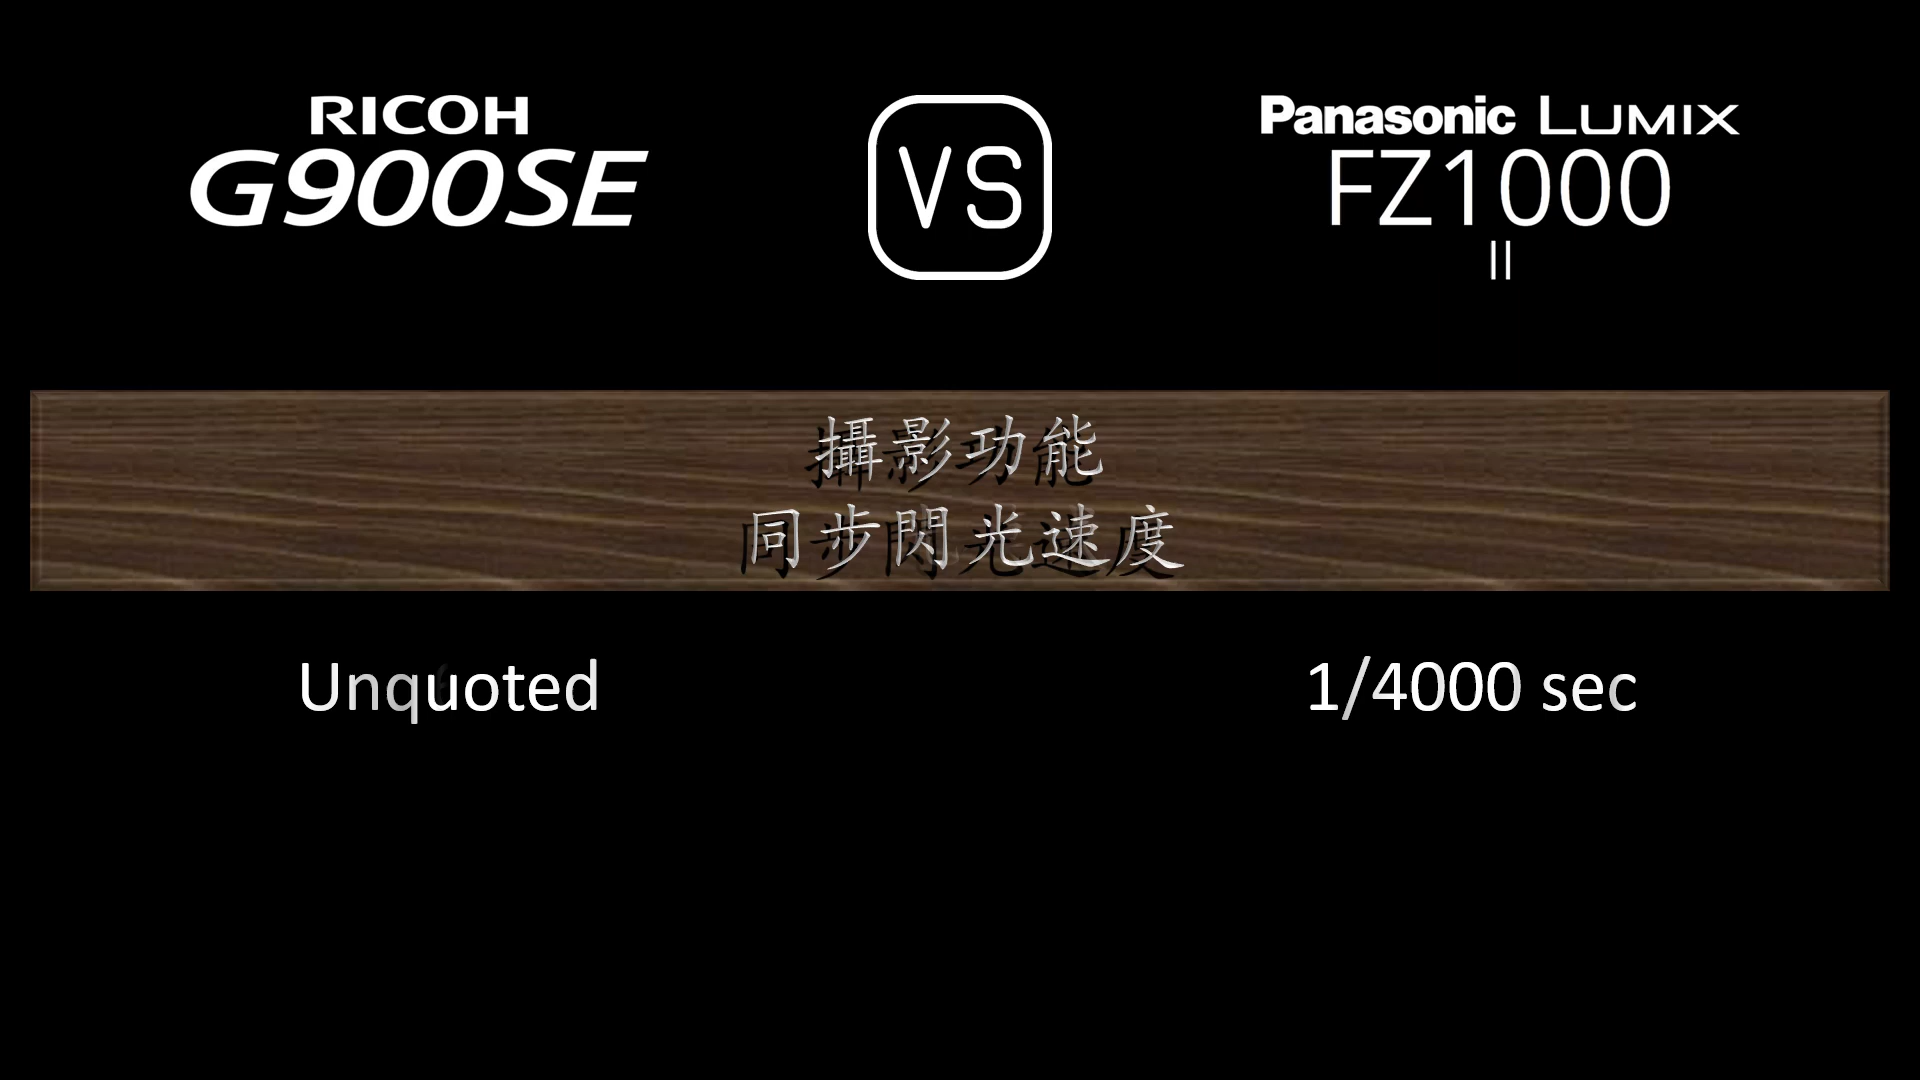 RICOH
G900SE
VS
Panasonic LUMIX
FZ1000
II
攝影功能
同步閃光速度
Unquoted
1/4000 sec